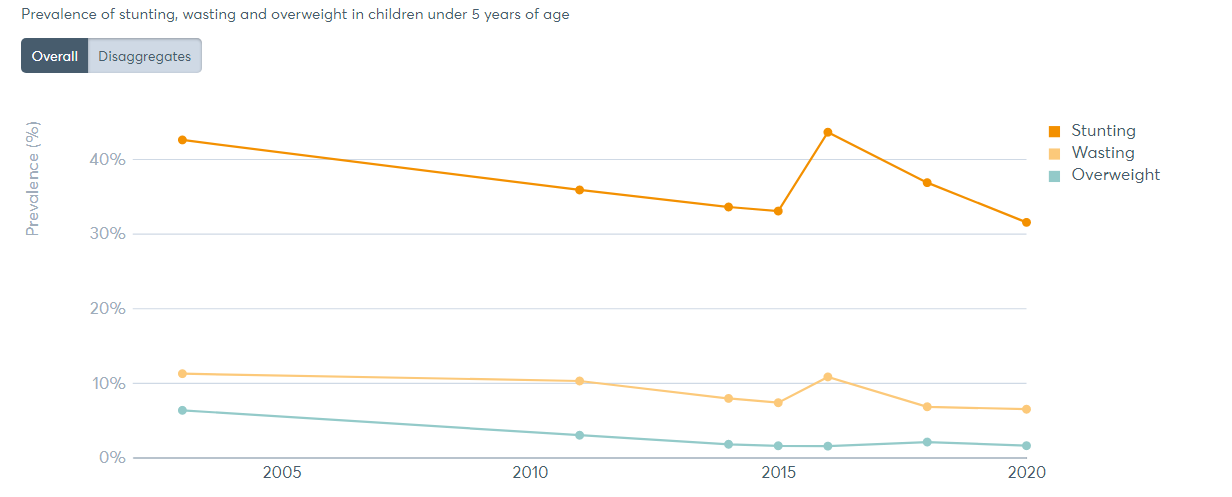 Prevalence of stunting, wasting and overweight in children under 5 years of age
Overall Disaggregates
Prevalence (%)
40%
30%
20%
10%
0%
2005 2010 2015 2020
Stunting
Wasting
Overweight